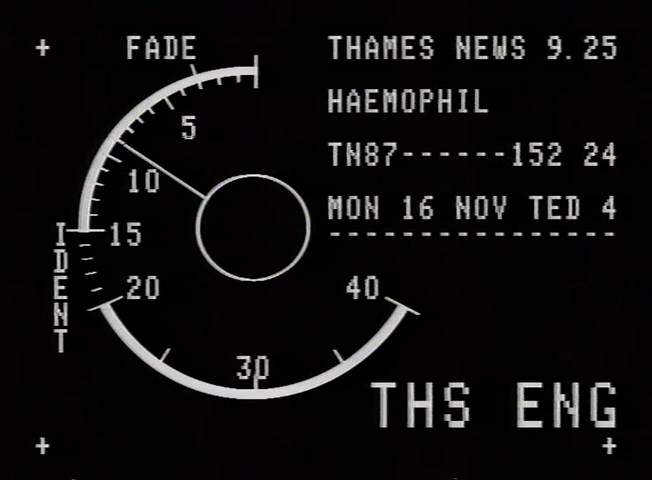 FADE
THAMES NEWS 9.25
HAEMOPHIL
TN87------152 24
MON 16 NOV TED 4
----------------
5
10
15
20
30
40
IDENT
THS ENG